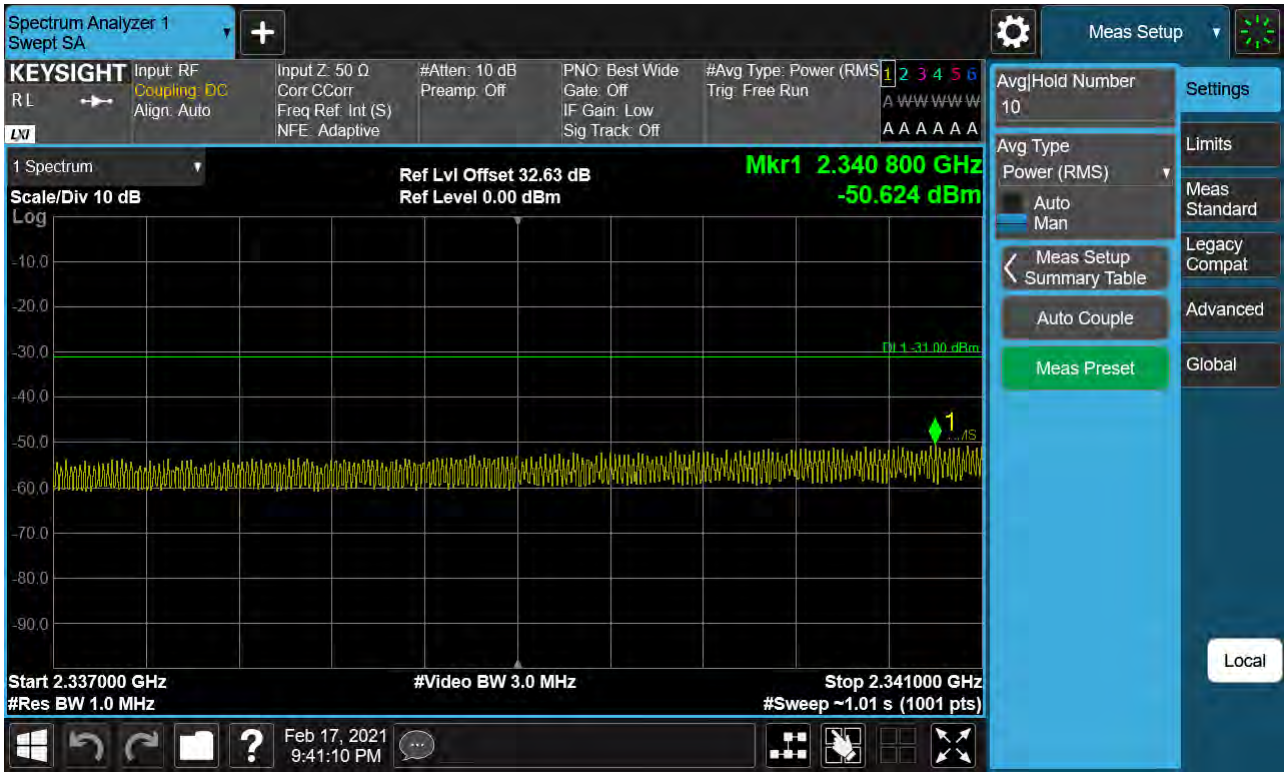 Spectrum Analyzer 1
Swept SA
Meas Setup
KEYSIGHT
R L
LXI
Input: RF
Coupling: DC
Align: Auto
Input Z: 50 Ω
Corr CCorr
Freq Ref: Int (S)
NFE: Adaptive
#Atten: 10 dB
Preamp: Off
PNO: Best Wide
Gate: Off
IF Gain: Low
Sig Track: Off
#Avg Type: Power (RMS
Trig: Free Run
1 2 3 4 5 6
A W W W W W
A A A A A A
1 Spectrum
Scale/Div 10 dB
Log
Ref Lvl Offset 32.63 dB
Ref Level 0.00 dBm
Mkr1 2.340 800 GHz
-50.624 dBm
-10.0
-20.0
-30.0
-40.0
-50.0
-60.0
-70.0
-80.0
-90.0
DL1 -31.00 dBm
1
Start 2.337000 GHz
#Res BW 1.0 MHz
#Video BW 3.0 MHz
Stop 2.341000 GHz
#Sweep ~1.01 s (1001 pts)
Avg|Hold Number
10
Avg Type
Power (RMS)
Auto
Man
Meas Setup
Summary Table
Auto Couple
Meas Preset
Settings
Limits
Meas
Standard
Legacy
Compat
Advanced
Global
Local
?
Feb 17, 2021
9:41:10 PM